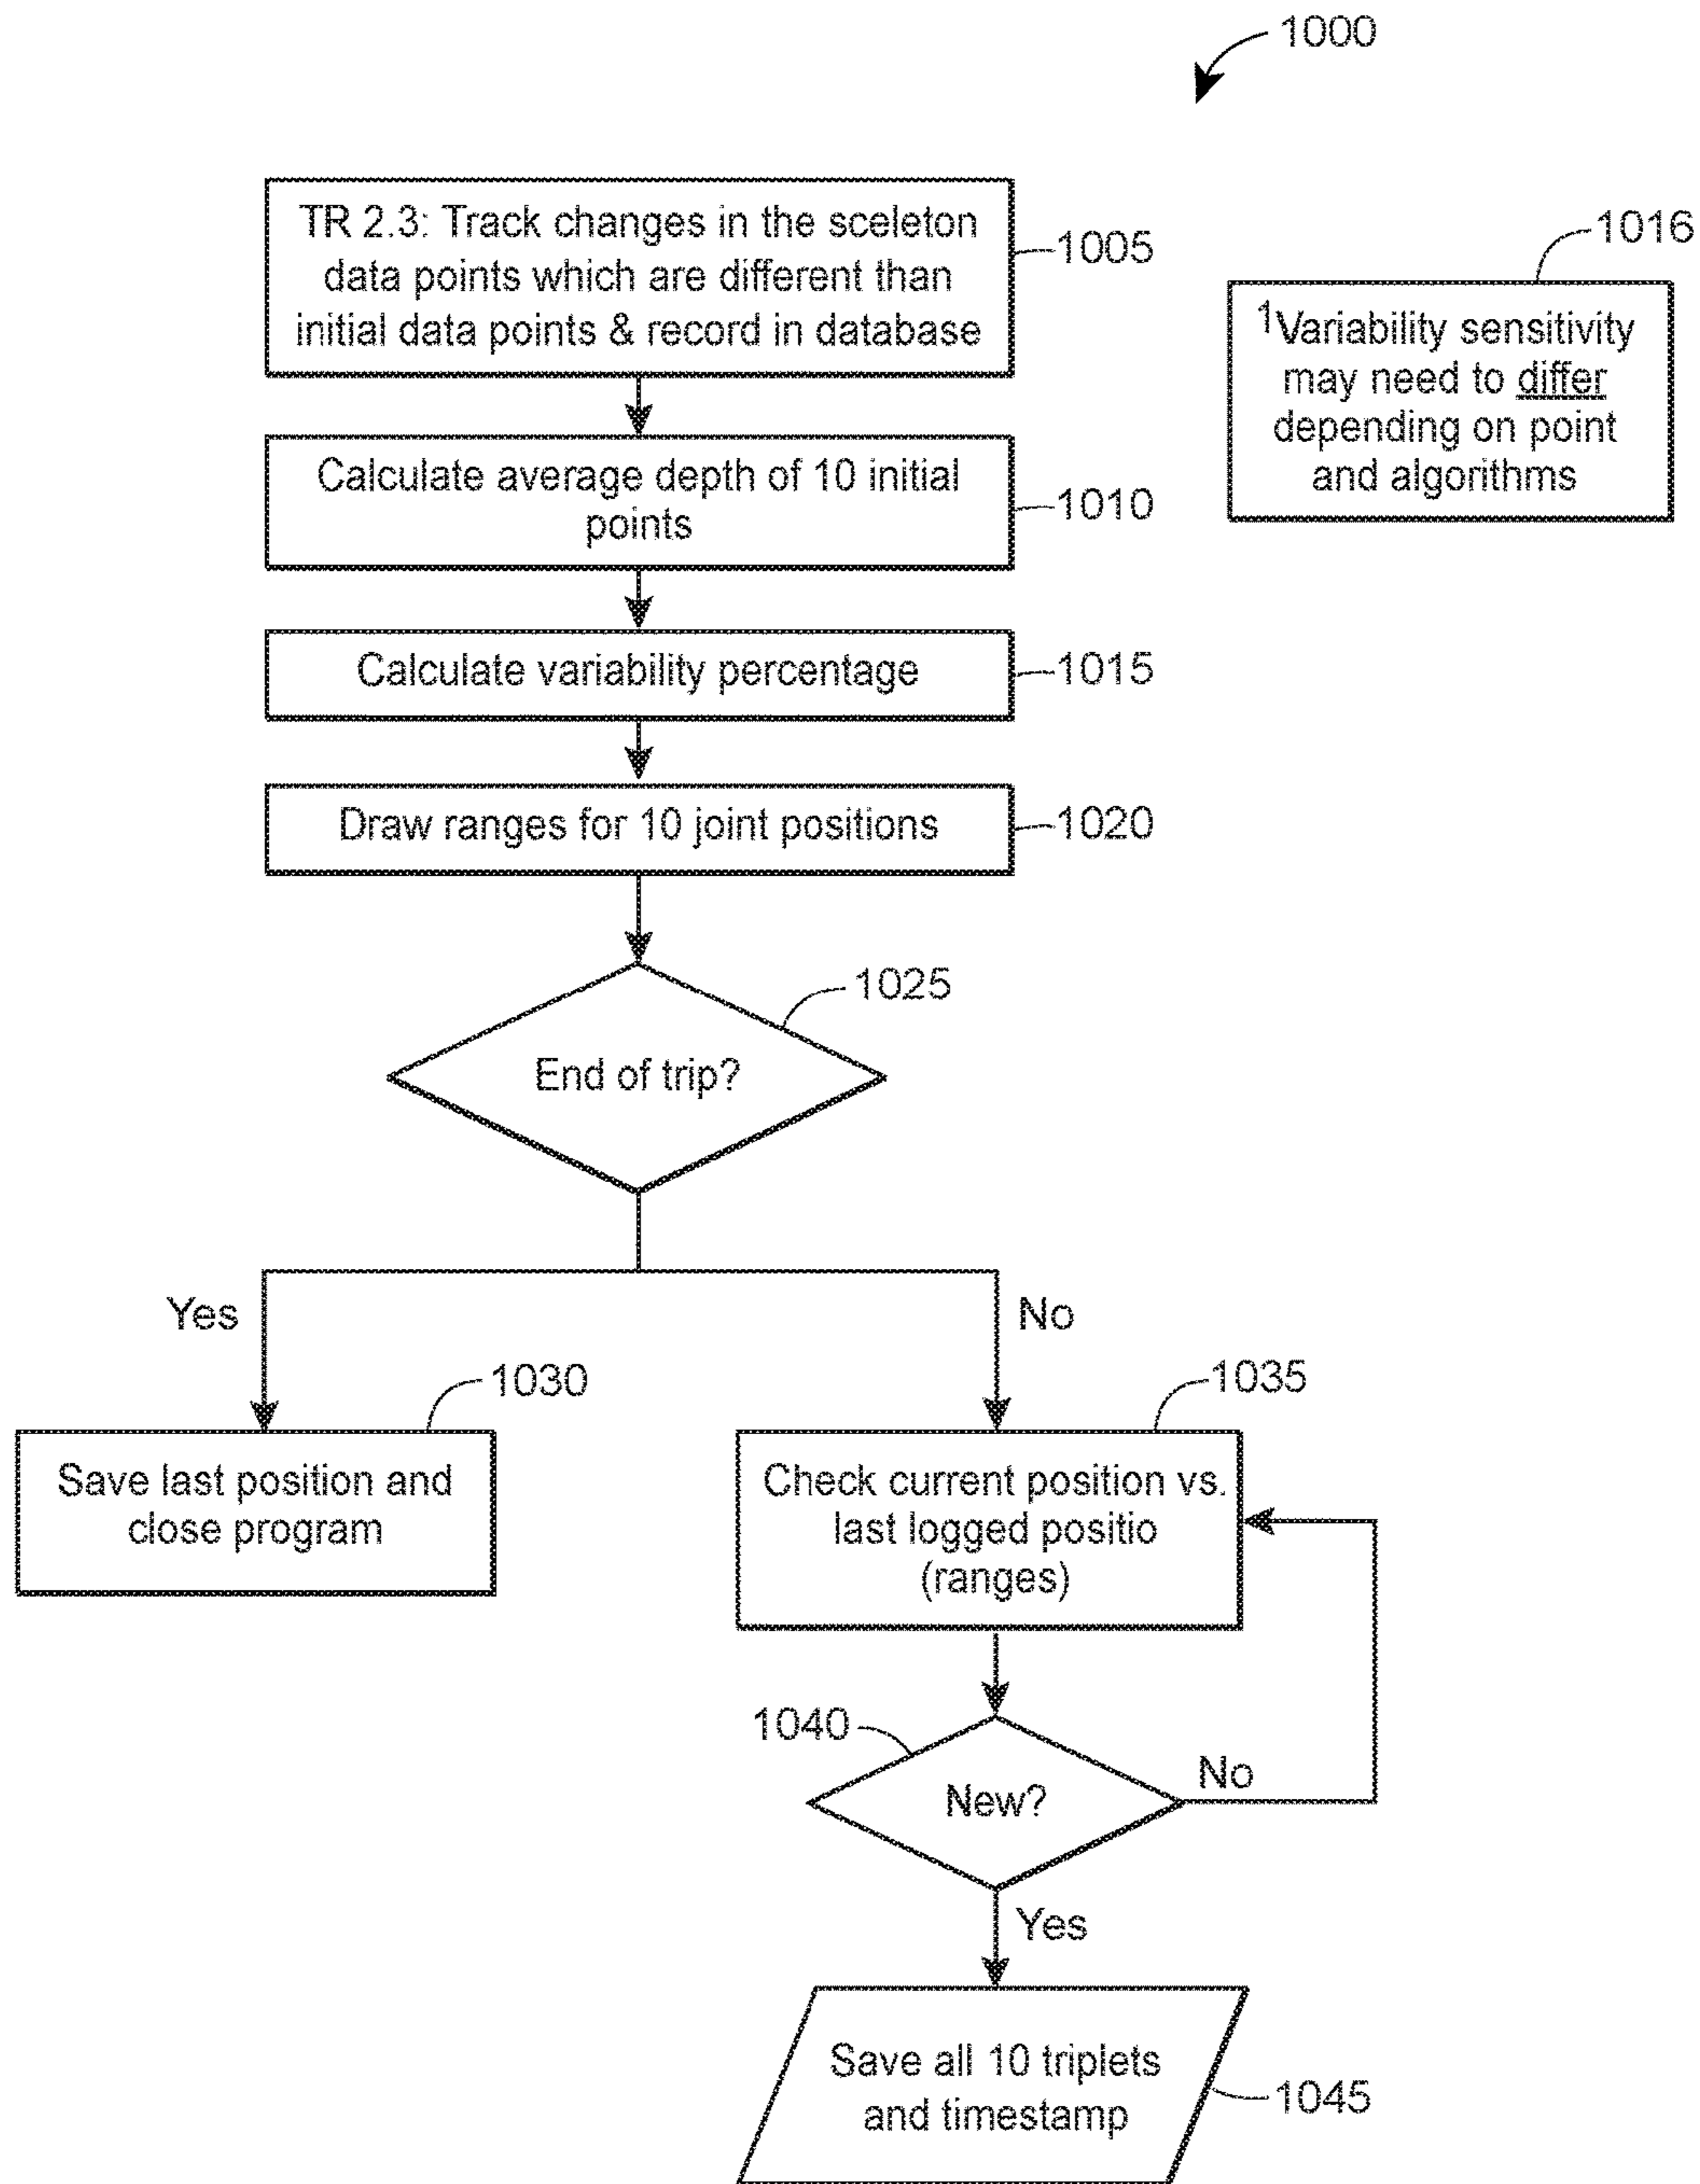 1000
TR 2.3: Track changes in the sceleton
data points which are different than
initial data points & record in database
1005
1016
1Variability sensitivity
may need to differ
depending on point
and algorithms
Calculate average depth of 10 initial
points
1010
Calculate variability percentage
1015
Draw ranges for 10 joint positions
1020
1025
End of trip?
Yes
No
1030
Save last position and
close program
1035
Check current position vs.
last logged positio
(ranges)
1040
New?
No
Yes
Save all 10 triplets
and timestamp
1045